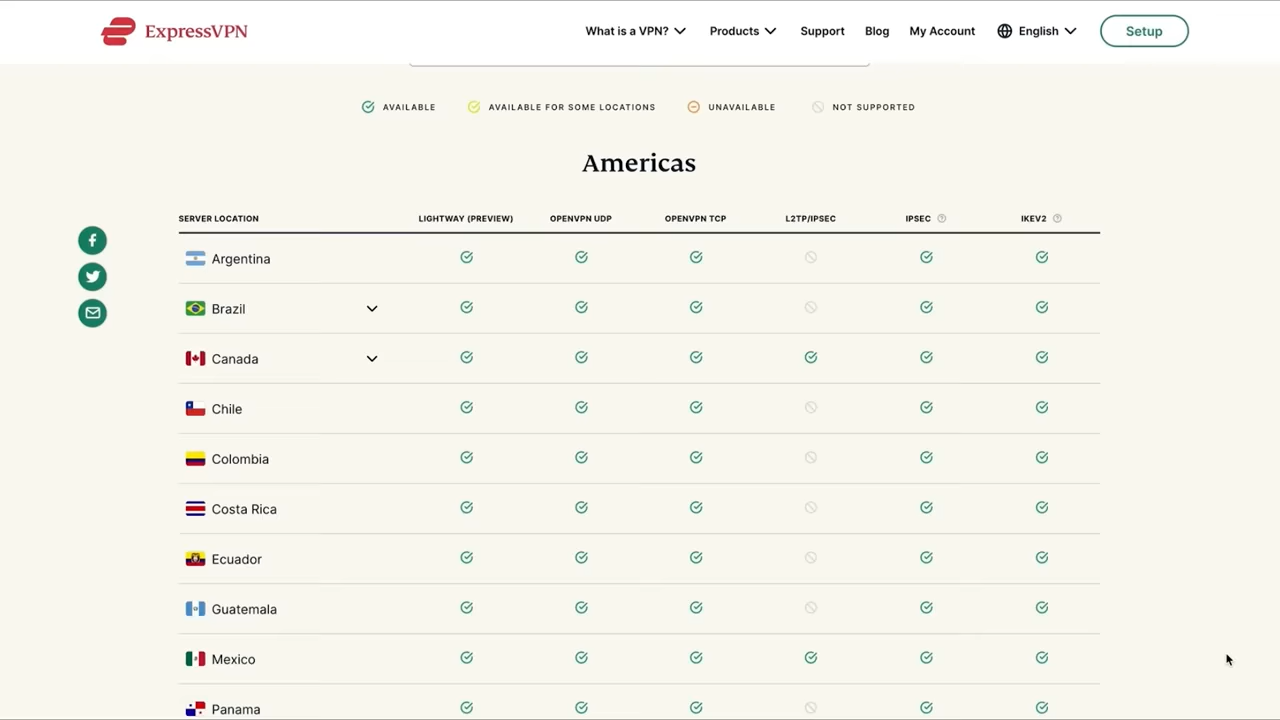 ExpressVPN What is a VPN? Products Support Blog My Account English Setup
AVAILABLE AVAILABLE FOR SOME LOCATIONS UNAVAILABLE NOT SUPPORTED
Americas
SERVER LOCATION LIGHTWAY (PREVIEW) OPENVPN UDP OPENVPN TCP L2TP/IPSEC IPSEC ? IKEV2 ?
Argentina
Brazil
Canada
Chile
Colombia
Costa Rica
Ecuador
Guatemala
Mexico
Panama